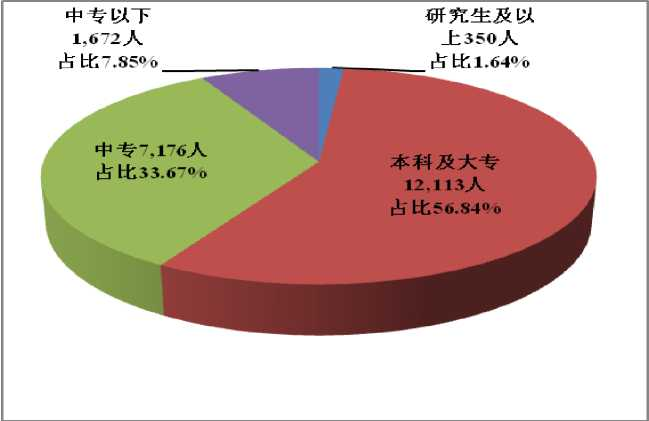 中专以下
1,672人
占比7.85%
研究生及以
上350人
占比1.64%
中专7,176人
占比33.67%
本科及大专
12,113人
占比56.84%